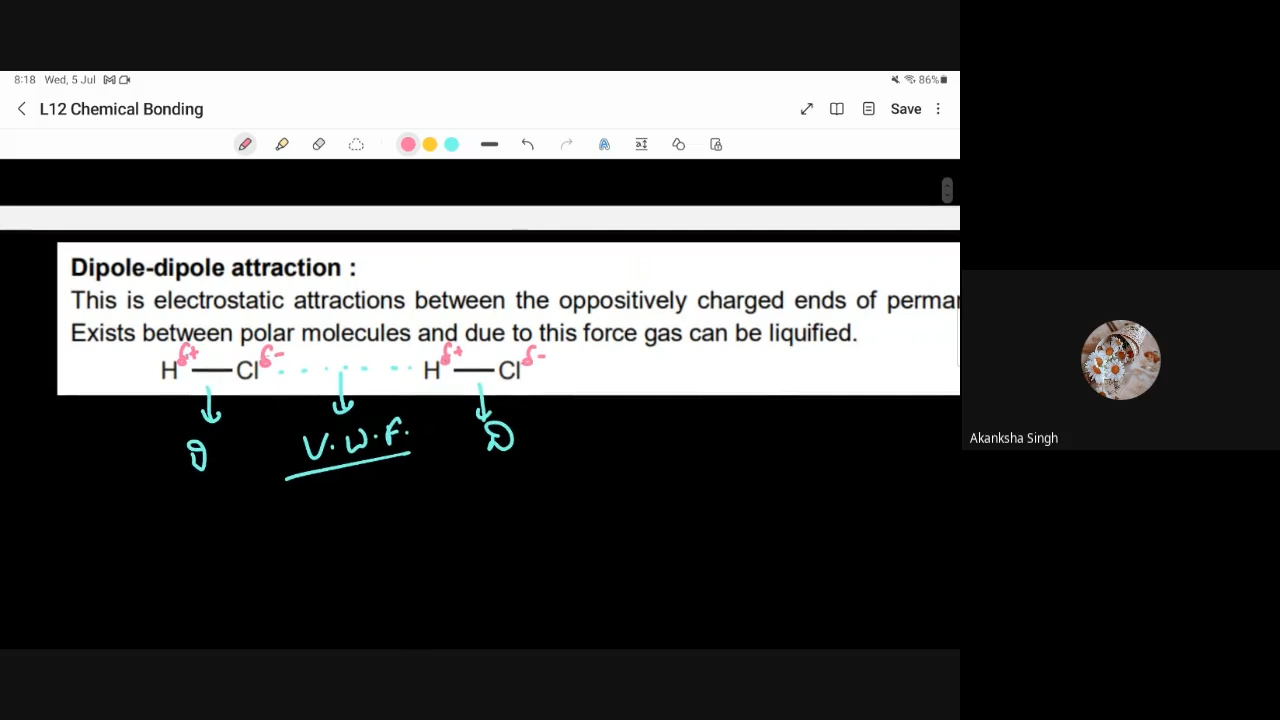 8:18 Wed, 5 Jul 86%
L12 Chemical Bonding Save
Dipole-dipole attraction :
This is electrostatic attractions between the oppositively charged ends of perman
Exists between polar molecules and due to this force gas can be liquified.
H δ+ — Cl δ- ....... H δ+ — Cl δ-
D V.W.F. D
Akanksha Singh